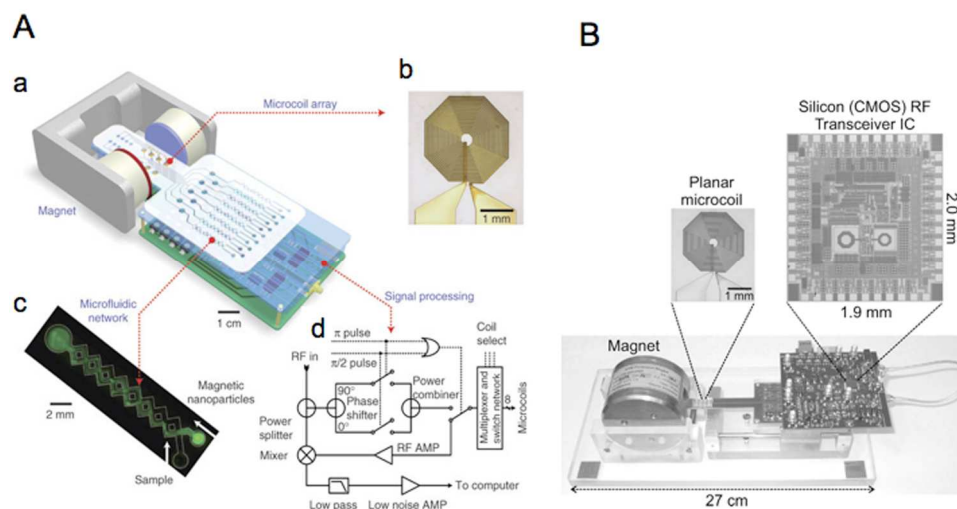 A
B
a
Microcoil array
b
Magnet
1 mm
1 cm
Microfluidic
network
Signal processing
c
2 mm
Magnetic
nanoparticles
Sample
d
π pulse
π/2 pulse
RF in
Coil
select
90°
Phase
shifter
0°
Power
combiner
Power
splitter
Mixer
RF AMP
Multiplexer and
switch network
8
Microcoils
To computer
Low pass
Low noise AMP
Silicon (CMOS) RF
Transceiver IC
Planar
microcoil
1 mm
2.0 mm
1.9 mm
Magnet
27 cm